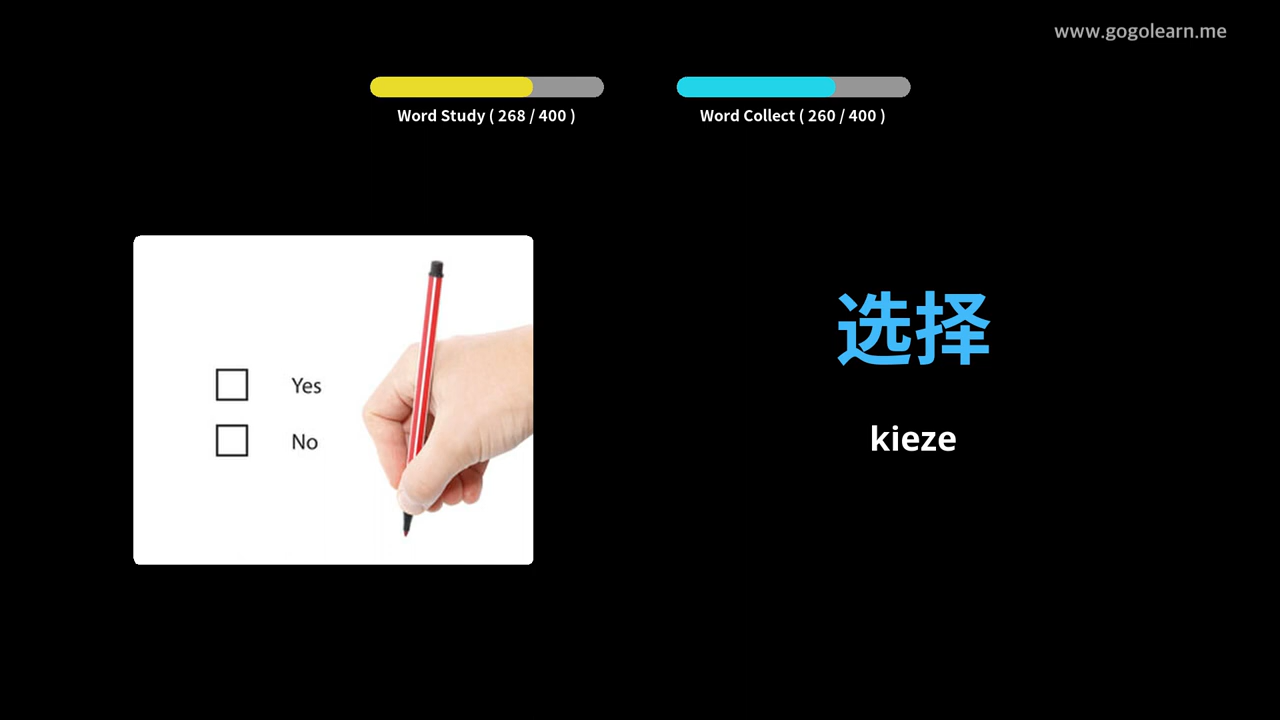 www.gogolearn.me
Word Study ( 268 / 400 )
Word Collect ( 260 / 400 )
Yes
No
选择
kieze